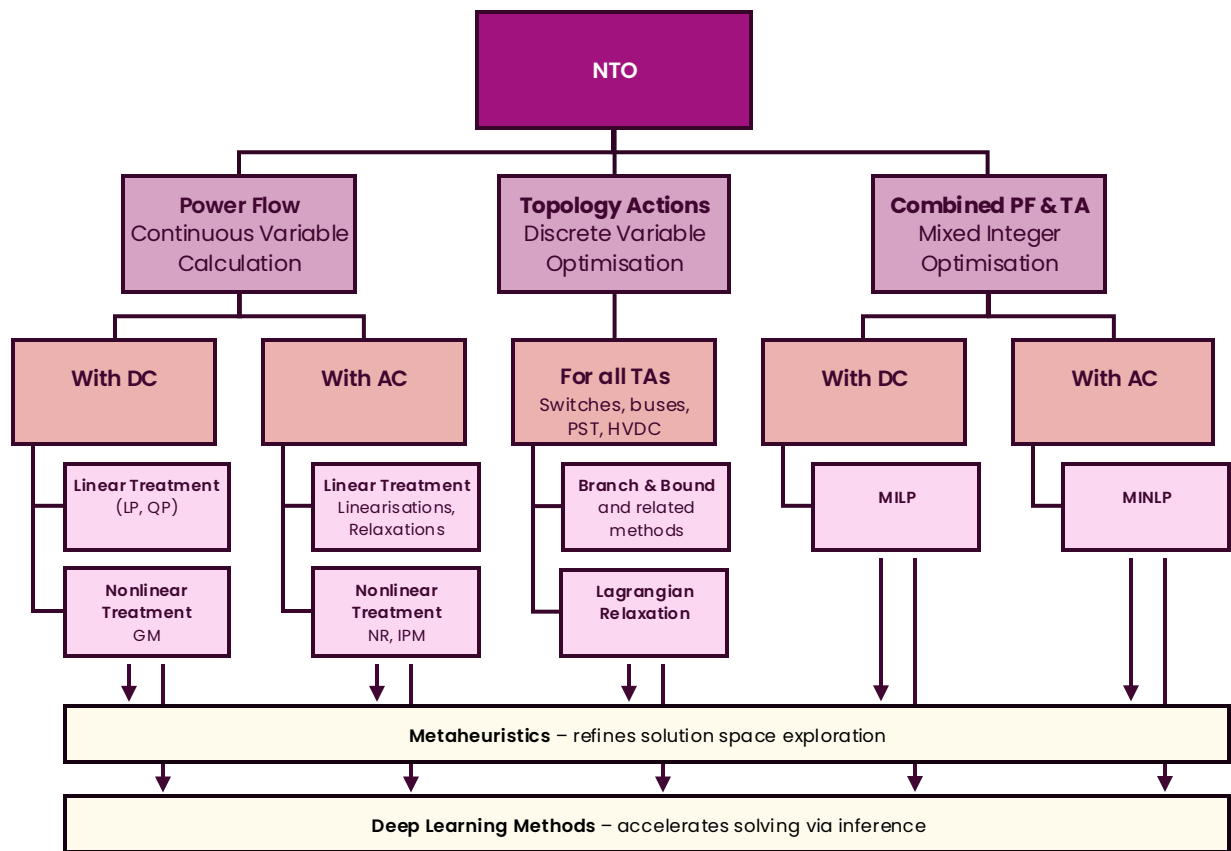 NTO
Power Flow
Continuous Variable
Calculation
Topology Actions
Discrete Variable
Optimisation
Combined PF & TA
Mixed Integer
Optimisation
With DC
With AC
For all TAs
Switches, buses,
PST, HVDC
With DC
With AC
Linear Treatment
(LP, QP)
Linear Treatment
Linearisations,
Relaxations
Branch & Bound
and related
methods
MILP
MINLP
Nonlinear
Treatment
GM
Nonlinear
Treatment
NR, IPM
Lagrangian
Relaxation
Metaheuristics – refines solution space exploration
Deep Learning Methods – accelerates solving via inference